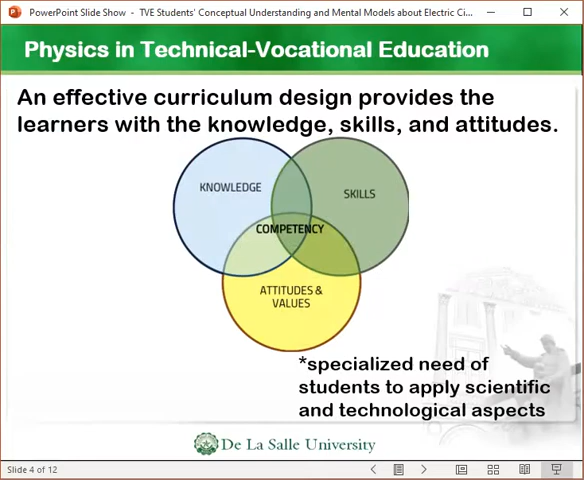 PowerPoint Slide Show - TVE Students' Conceptual Understanding and Mental Models about Electric Ci...
Physics in Technical-Vocational Education
An effective curriculum design provides the
learners with the knowledge, skills, and attitudes.
KNOWLEDGE
SKILLS
COMPETENCY
ATTITUDES &
VALUES
*specialized need of
students to apply scientific
and technological aspects
De La Salle University
Slide 4 of 12